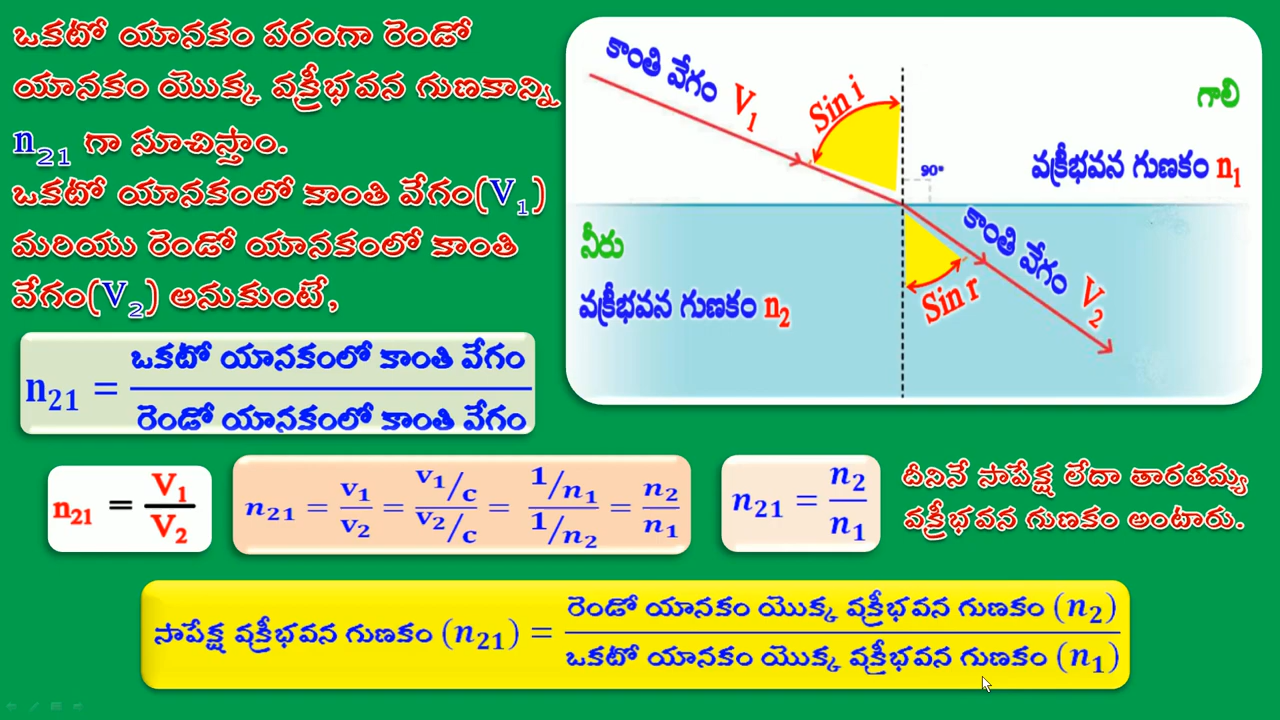 ఒకటో యానకం పరంగా రెండో
యానకం యొక్క వక్రీభవన గుణకాన్ని
n₂₁ గా సూచిస్తాం.
ఒకటో యానకంలో కాంతి వేగం(V₁)
మరియు రెండో యానకంలో కాంతి
వేగం(V₂) అనుకుంటే,
n₂₁ = ఒకటో యానకంలో కాంతి వేగం / రెండో యానకంలో కాంతి వేగం
కాంతి వేగం V₁
Sin i
గాలి
90°
వక్రీభవన గుణకం n₁
నీరు
కాంతి వేగం V₂
వక్రీభవన గుణకం n₂
Sin r
n₂₁ = V₁ / V₂
n₂₁ = v₁/v₂ = (v₁/c)/(v₂/c) = (1/n₁)/(1/n₂) = n₂/n₁
n₂₁ = n₂/n₁
దీనినే సాపేక్ష లేదా తారతమ్య
వక్రీభవన గుణకం అంటారు.
సాపేక్ష వక్రీభవన గుణకం (n₂₁) = రెండో యానకం యొక్క వక్రీభవన గుణకం (n₂) / ఒకటో యానకం యొక్క వక్రీభవన గుణకం (n₁)